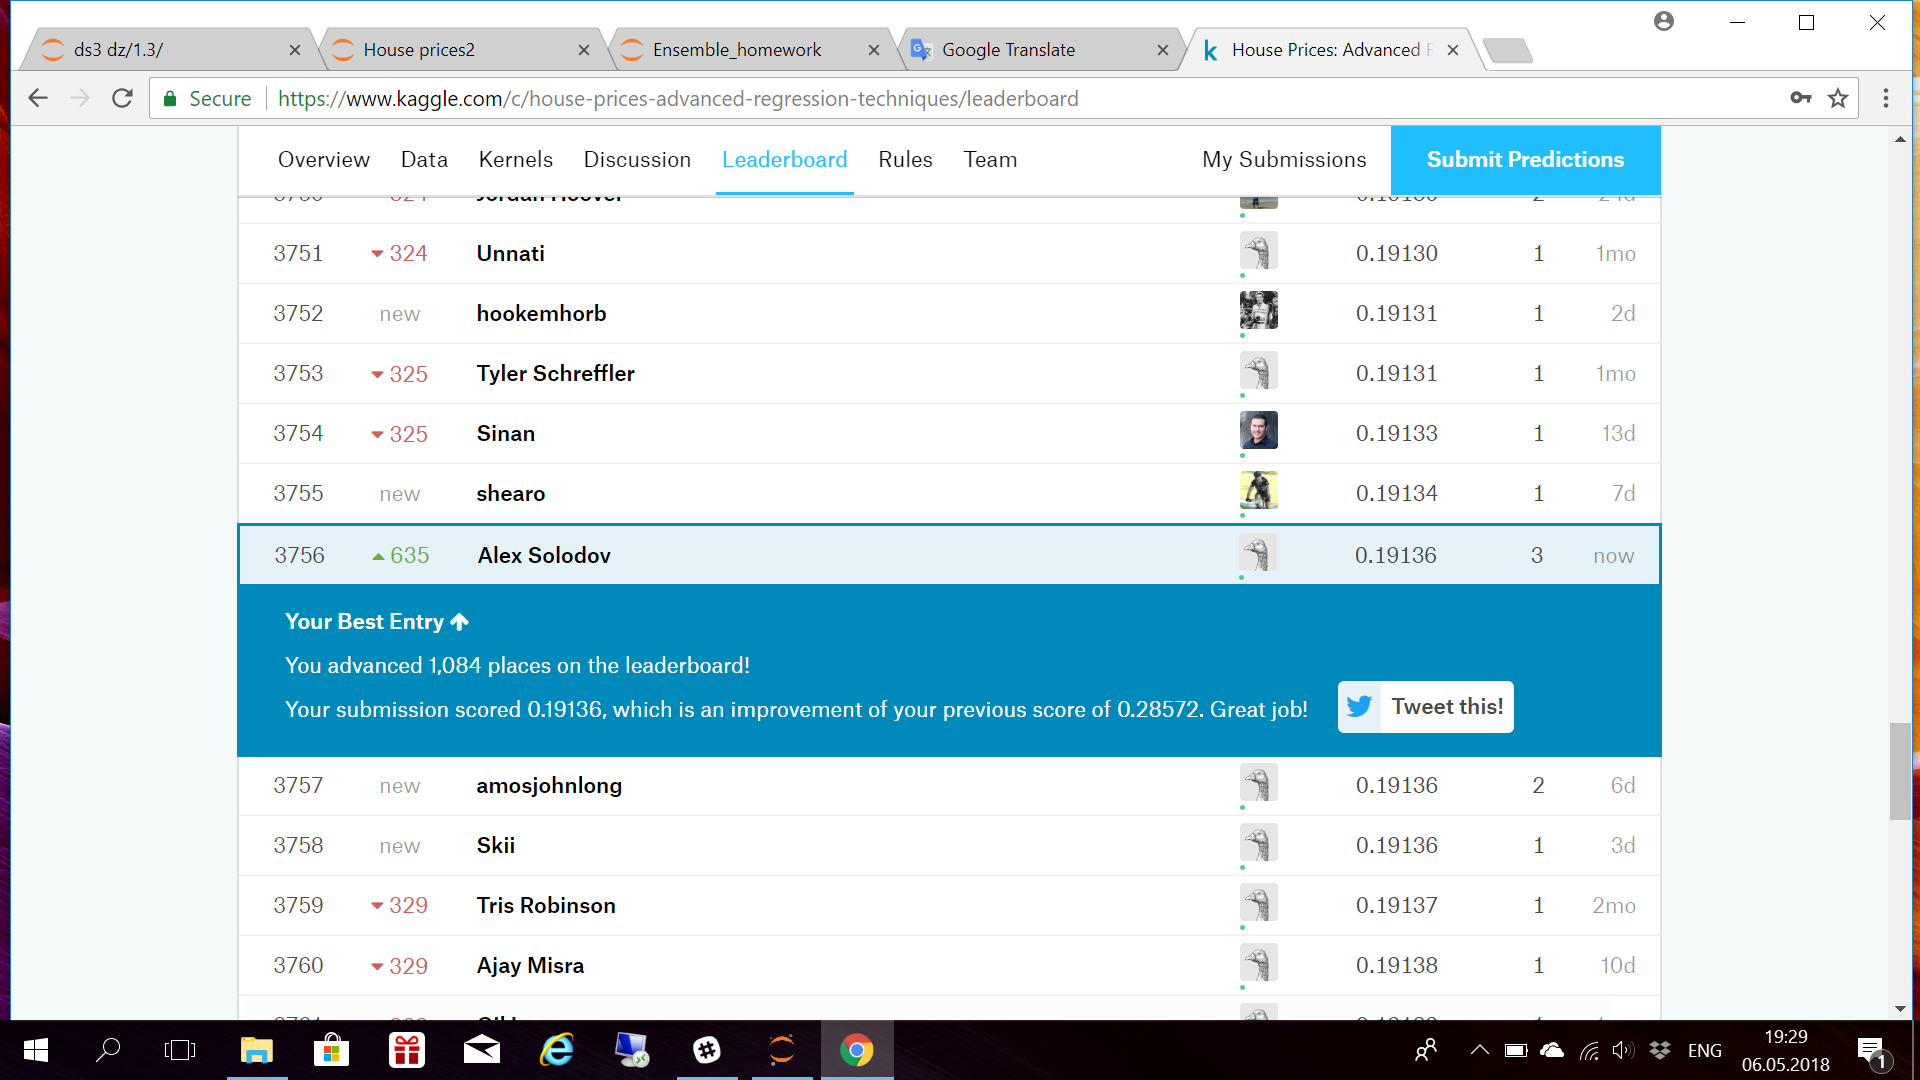 ds3 dz/1.3/
House prices2
Ensemble_homework
Google Translate
House Prices: Advanced
Secure
https://www.kaggle.com/c/house-prices-advanced-regression-techniques/leaderboard
Overview Data Kernels Discussion Leaderboard Rules Team My Submissions Submit Predictions
3751 324 Unnati 0.19130 1 1mo
3752 new hookemhorb 0.19131 1 2d
3753 325 Tyler Schreffler 0.19131 1 1mo
3754 325 Sinan 0.19133 1 13d
3755 new shearo 0.19134 1 7d
3756 635 Alex Solodov 0.19136 3 now
Your Best Entry
You advanced 1,084 places on the leaderboard!
Your submission scored 0.19136, which is an improvement of your previous score of 0.28572. Great job!
Tweet this!
3757 new amosjohnlong 0.19136 2 6d
3758 new Skii 0.19136 1 3d
3759 329 Tris Robinson 0.19137 1 2mo
3760 329 Ajay Misra 0.19138 1 10d
ENG
19:29
06.05.2018
1